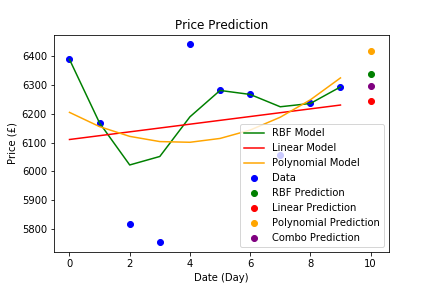 Price Prediction
Price (£)
6400
6300
6200
6100
6000
5900
5800
RBF Model
Linear Model
Polynomial Model
Data
RBF Prediction
Linear Prediction
Polynomial Prediction
Combo Prediction
0 2 4 6 8 10
Date (Day)